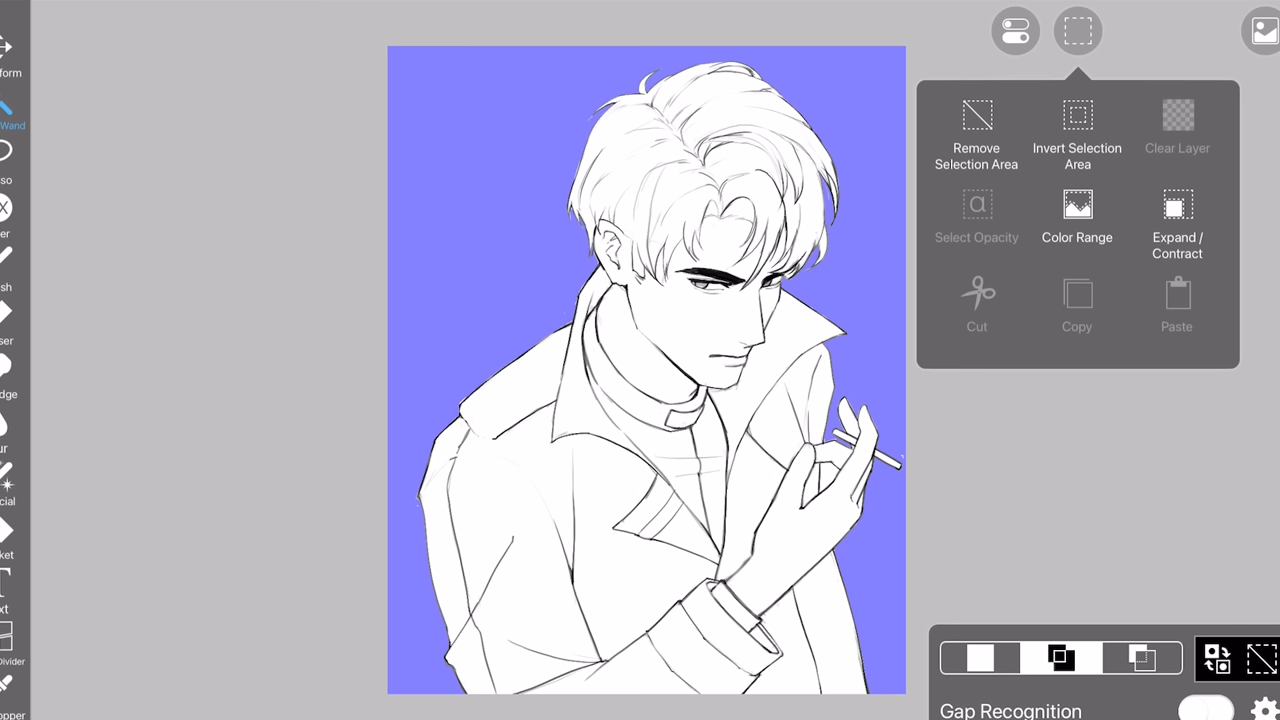 form
Wand
so
er
sh
ser
dge
ur
cial
ket
xt
Divider
opper
Remove
Selection Area
Invert Selection
Area
Clear Layer
α
Select Opacity
Color Range
Expand /
Contract
Cut
Copy
Paste
Gap Recognition